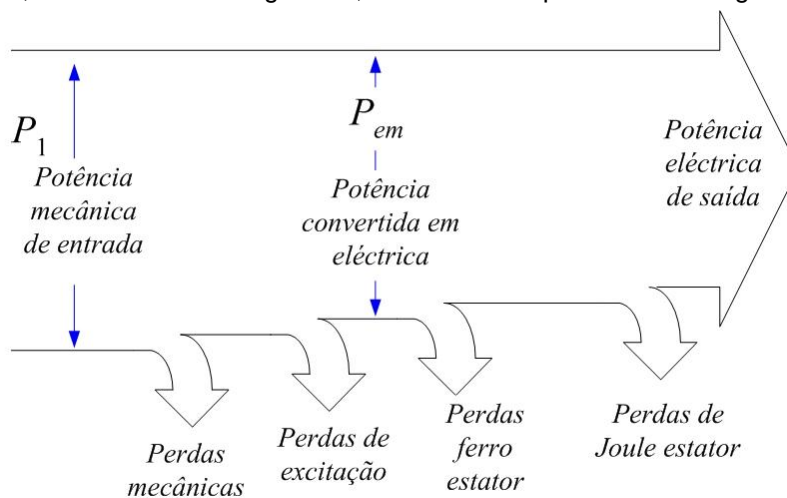 P1
Potência
mecânica
de entrada
Pem
Potência
convertida em
eléctrica
Potência
eléctrica
de saída
Perdas
mecânicas
Perdas de
excitação
Perdas
ferro
estator
Perdas de
Joule estator